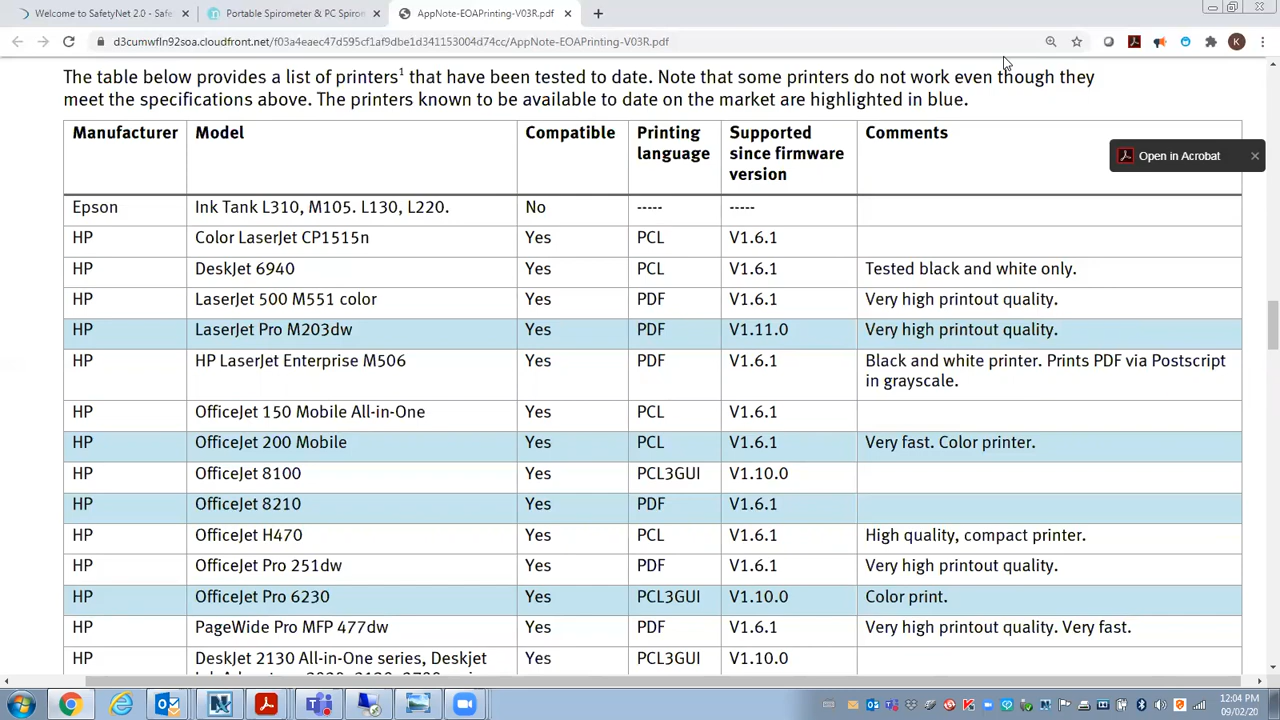 Welcome to SafetyNet 2.0 - Safe
Portable Spirometer & PC Spirom
AppNote-EOAPrinting-V03R.pdf
d3cumwfln92soa.cloudfront.net/f03a4eaec47d595cf1af9dbe1d341153004d74cc/AppNote-EOAPrinting-V03R.pdf
K
The table below provides a list of printers¹ that have been tested to date. Note that some printers do not work even though they
meet the specifications above. The printers known to be available to date on the market are highlighted in blue.
Manufacturer Model Compatible Printing language Supported since firmware version Comments
Open in Acrobat
Epson Ink Tank L310, M105. L130, L220. No ----- -----
HP Color LaserJet CP1515n Yes PCL V1.6.1
HP DeskJet 6940 Yes PCL V1.6.1 Tested black and white only.
HP LaserJet 500 M551 color Yes PDF V1.6.1 Very high printout quality.
HP LaserJet Pro M203dw Yes PDF V1.11.0 Very high printout quality.
HP HP LaserJet Enterprise M506 Yes PDF V1.6.1 Black and white printer. Prints PDF via Postscript
in grayscale.
HP OfficeJet 150 Mobile All-in-One Yes PCL V1.6.1
HP OfficeJet 200 Mobile Yes PCL V1.6.1 Very fast. Color printer.
HP OfficeJet 8100 Yes PCL3GUI V1.10.0
HP OfficeJet 8210 Yes PDF V1.6.1
HP OfficeJet H470 Yes PCL V1.6.1 High quality, compact printer.
HP OfficeJet Pro 251dw Yes PDF V1.6.1 Very high printout quality.
HP OfficeJet Pro 6230 Yes PCL3GUI V1.10.0 Color print.
HP PageWide Pro MFP 477dw Yes PDF V1.6.1 Very high printout quality. Very fast.
HP DeskJet 2130 All-in-One series, Deskjet Yes PCL3GUI V1.10.0
12:04 PM
09/02/20